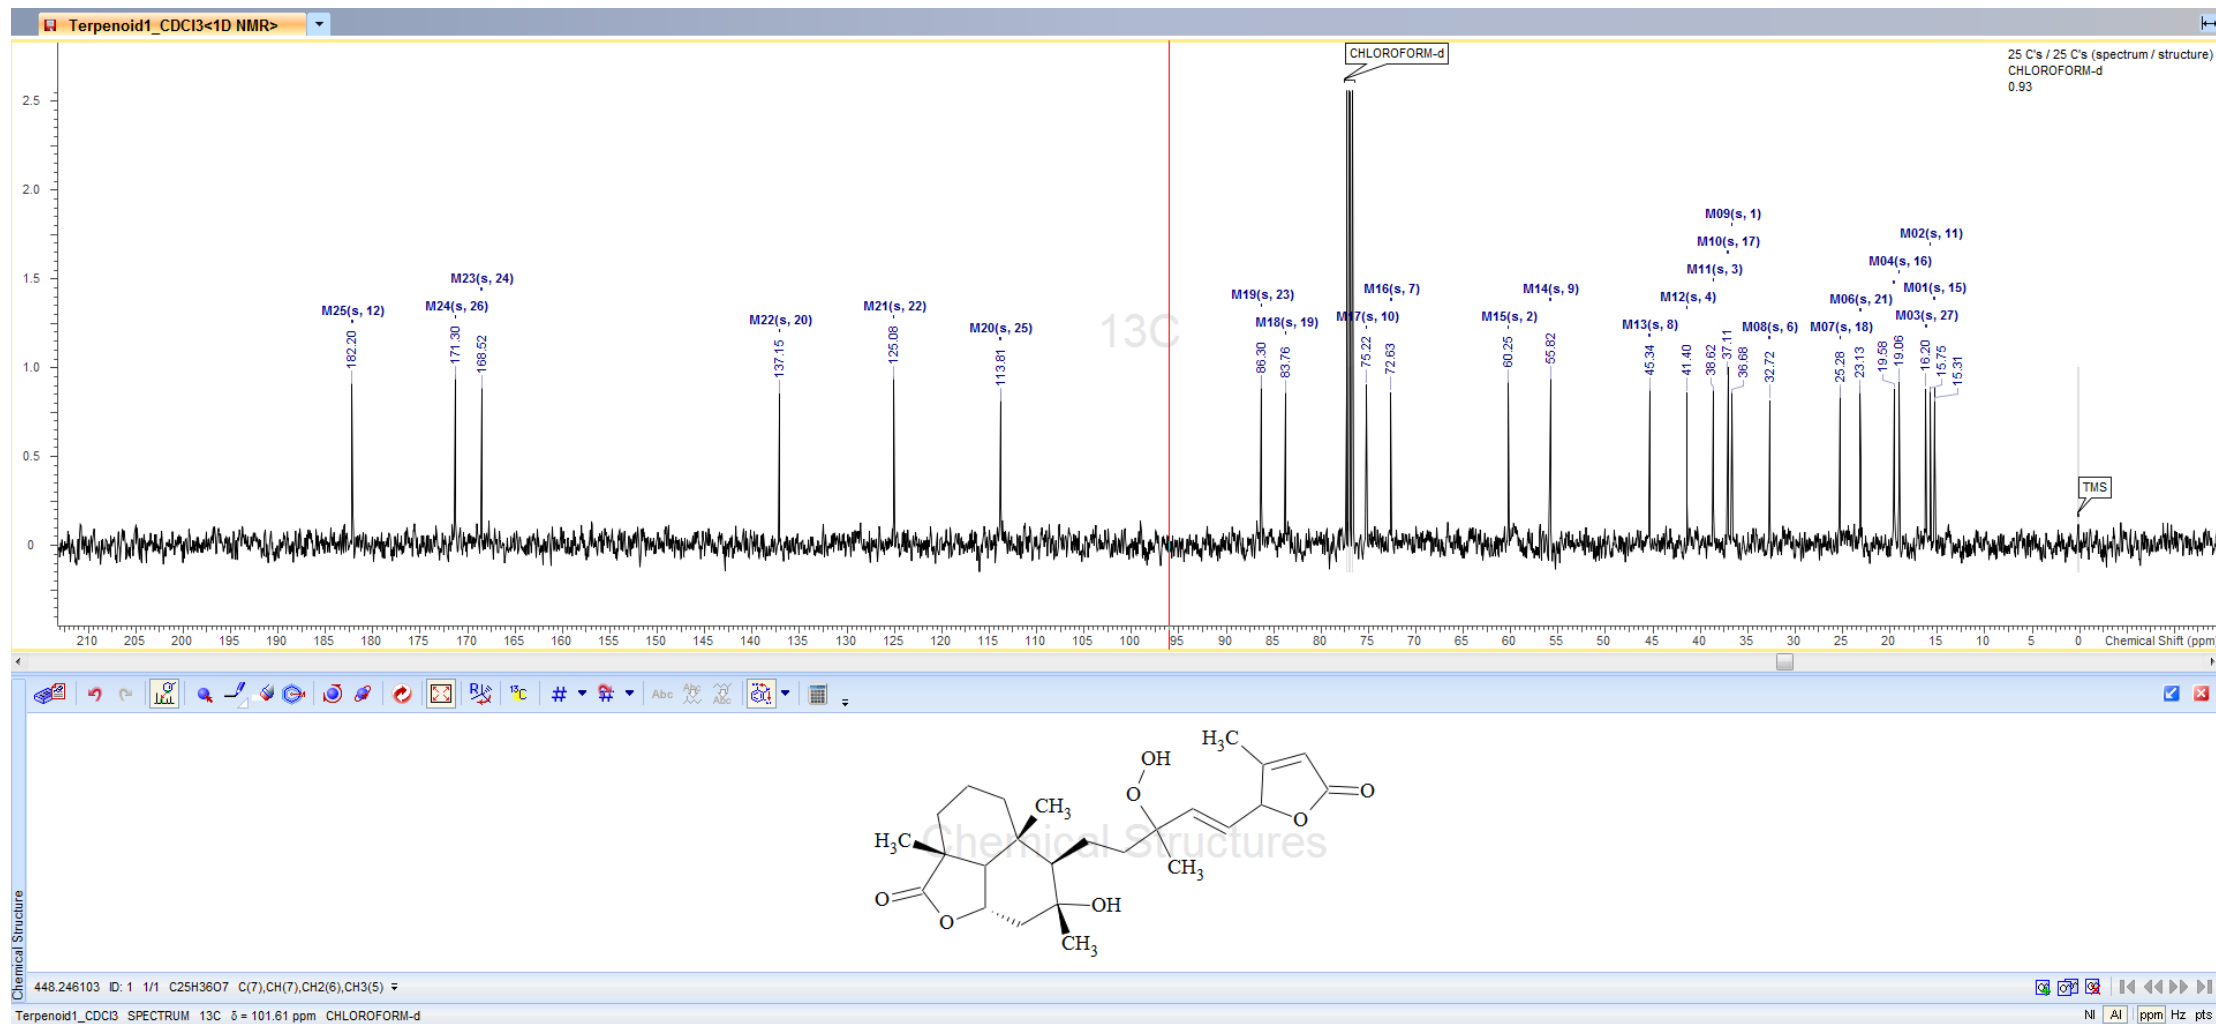 Terpenoid1_CDCl3<1D NMR>
CHLOROFORM-d
25 C's / 25 C's (spectrum / structure)
CHLOROFORM-d
0.93
2.5
2.0
1.5
1.0
0.5
0
13C
M25(s, 12)
182.20
M23(s, 24)
M24(s, 26)
171.30
168.52
M22(s, 20)
137.15
M21(s, 22)
125.08
M20(s, 25)
113.81
M19(s, 23)
M18(s, 19)
86.30
83.76
M16(s, 7)
M17(s, 10)
75.22
72.63
M14(s, 9)
M15(s, 2)
60.25
55.82
M09(s, 1)
M10(s, 17)
M11(s, 3)
M12(s, 4)
M13(s, 8)
M08(s, 6)
45.34
41.40
38.62
37.11
36.68
32.72
M02(s, 11)
M04(s, 16)
M01(s, 15)
M06(s, 21)
M03(s, 27)
M07(s, 18)
25.28
23.13
19.58
19.06
16.20
15.75
15.31
TMS
210 205 200 195 190 185 180 175 170 165 160 155 150 145 140 135 130 125 120 115 110 105 100 95 90 85 80 75 70 65 60 55 50 45 40 35 30 25 20 15 10 5 0 Chemical Shift (ppm)
13C
Abc
Abc
Abc
Chemical Structures
H3C
OH
O
O
O
CH3
CH3
H3C
O
O
OH
CH3
Chemical Structure
448.246103 ID: 1 1/1 C25H36O7 C(7),CH(7),CH2(6),CH3(5)
Terpenoid1_CDCl3 SPECTRUM 13C δ = 101.61 ppm CHLOROFORM-d
NI AI ppm Hz pts